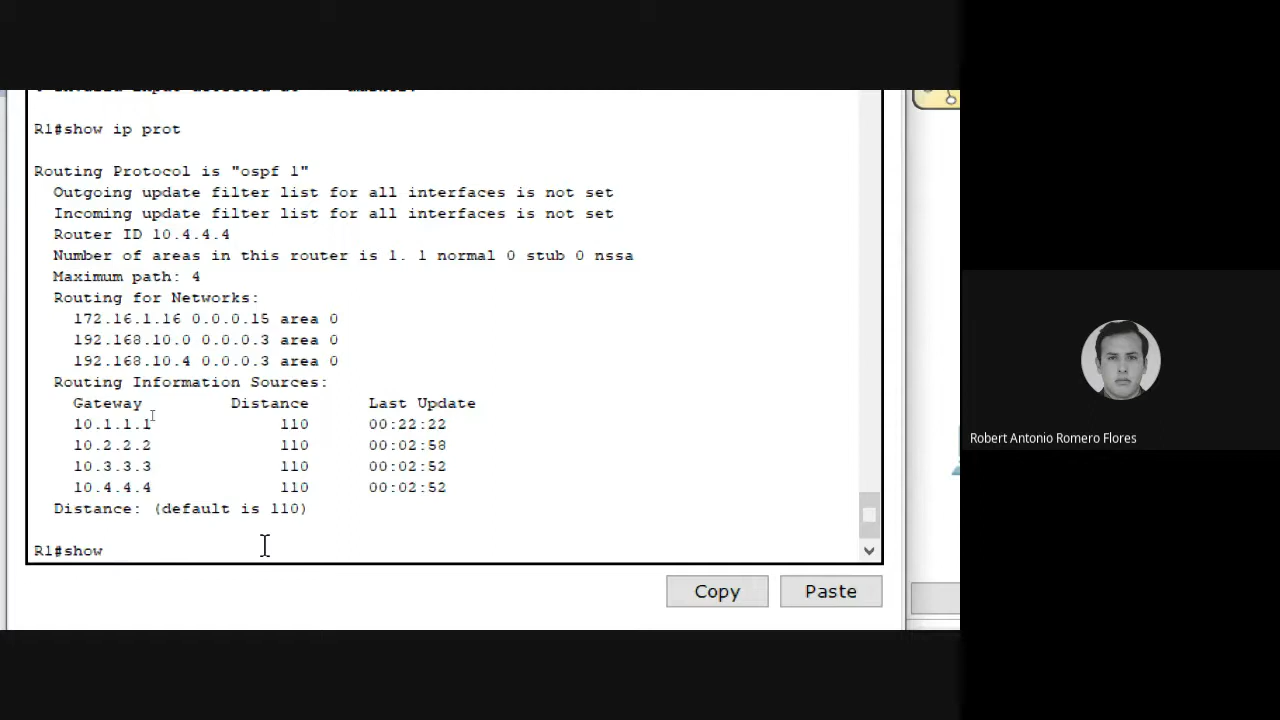 R1#show ip prot
Routing Protocol is "ospf 1"
Outgoing update filter list for all interfaces is not set
Incoming update filter list for all interfaces is not set
Router ID 10.4.4.4
Number of areas in this router is 1. 1 normal 0 stub 0 nssa
Maximum path: 4
Routing for Networks:
172.16.1.16 0.0.0.15 area 0
192.168.10.0 0.0.0.3 area 0
192.168.10.4 0.0.0.3 area 0
Routing Information Sources:
Gateway Distance Last Update
10.1.1.1 110 00:22:22
10.2.2.2 110 00:02:58
10.3.3.3 110 00:02:52
10.4.4.4 110 00:02:52
Distance: (default is 110)
R1#show
Copy Paste
Robert Antonio Romero Flores